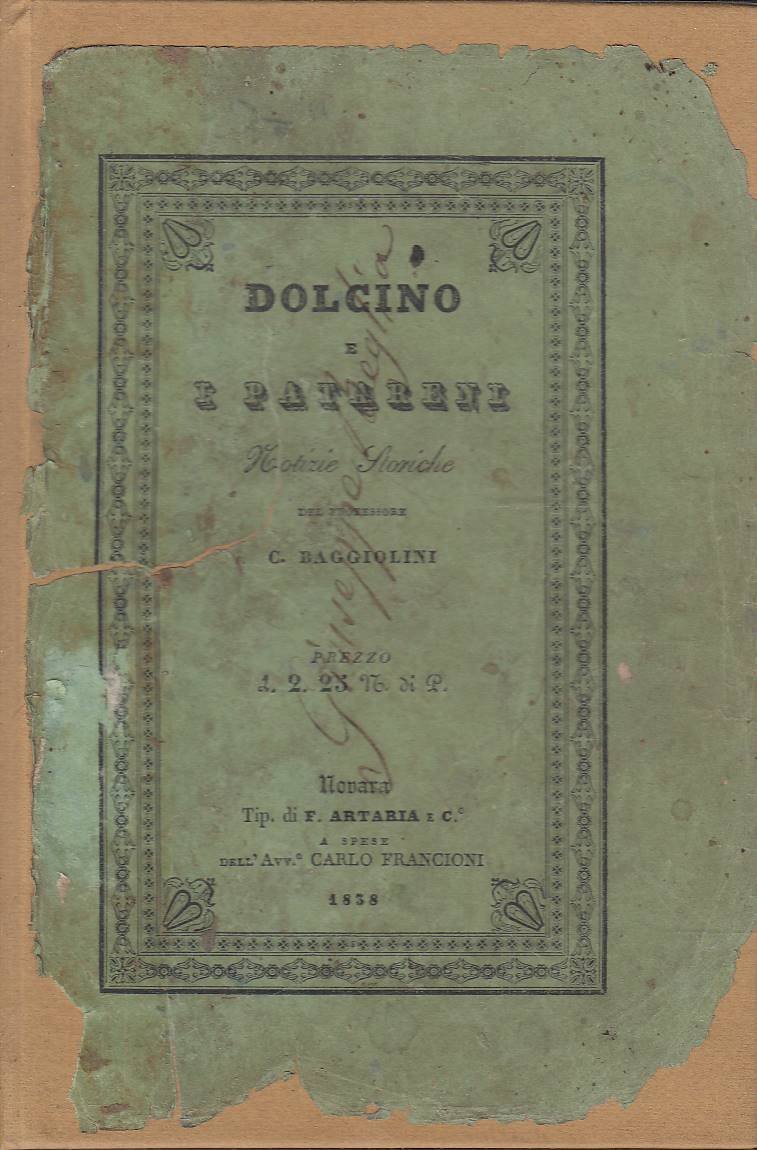 DOLCINO
E
I PATARENI
Notizie Storiche
DEL PROFESSORE
C. BAGGIOLINI
PREZZO
L. 2. 25 N. di P.
Novara
Tip. di F. ARTARIA E C.°
A SPESE
DELL'AVV.° CARLO FRANCIONI
1838
Giuseppe